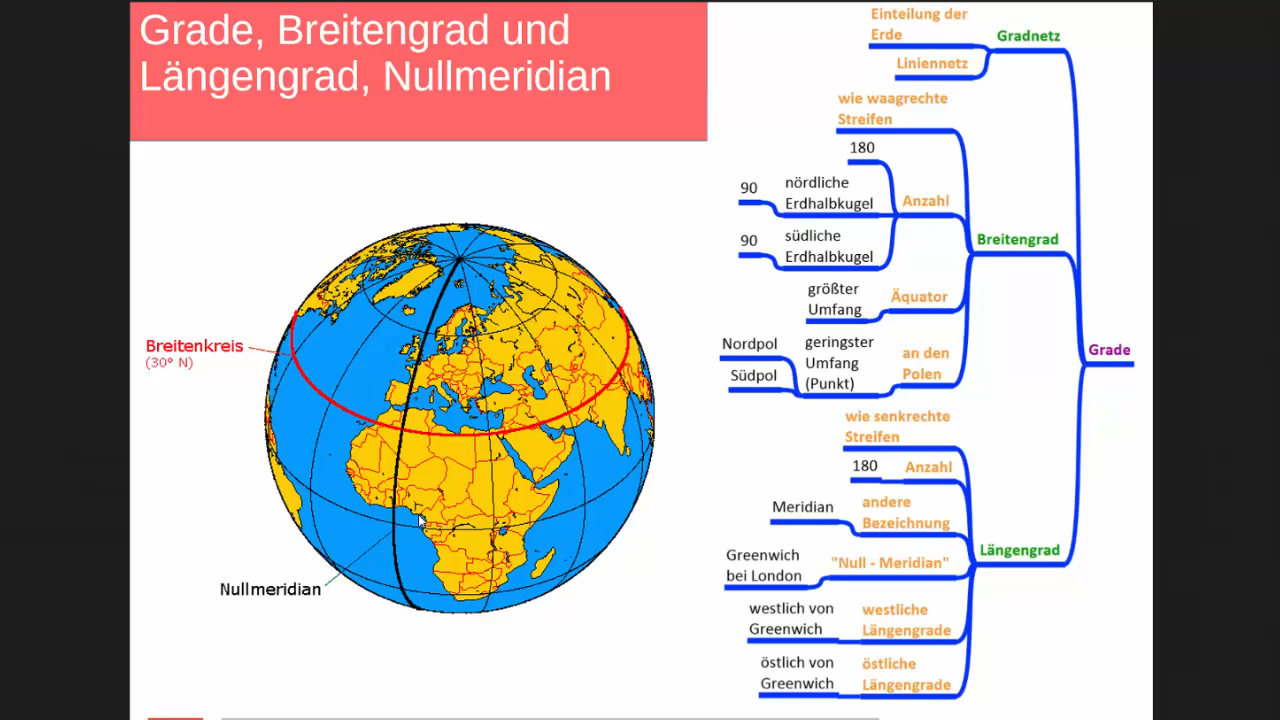 Grade, Breitengrad und
Längengrad, Nullmeridian
Breitenkreis
(30° N)
Nullmeridian
Einteilung der
Erde
Gradnetz
Liniennetz
wie waagrechte
Streifen
180
90
nördliche
Erdhalbkugel
Anzahl
90
südliche
Erdhalbkugel
Breitengrad
größter
Umfang
Äquator
Nordpol
Südpol
geringster
Umfang
(Punkt)
an den
Polen
Grade
wie senkrechte
Streifen
180
Anzahl
Meridian
andere
Bezeichnung
Längengrad
Greenwich
bei London
"Null - Meridian"
westlich von
Greenwich
westliche
Längengrade
östlich von
Greenwich
östliche
Längengrade